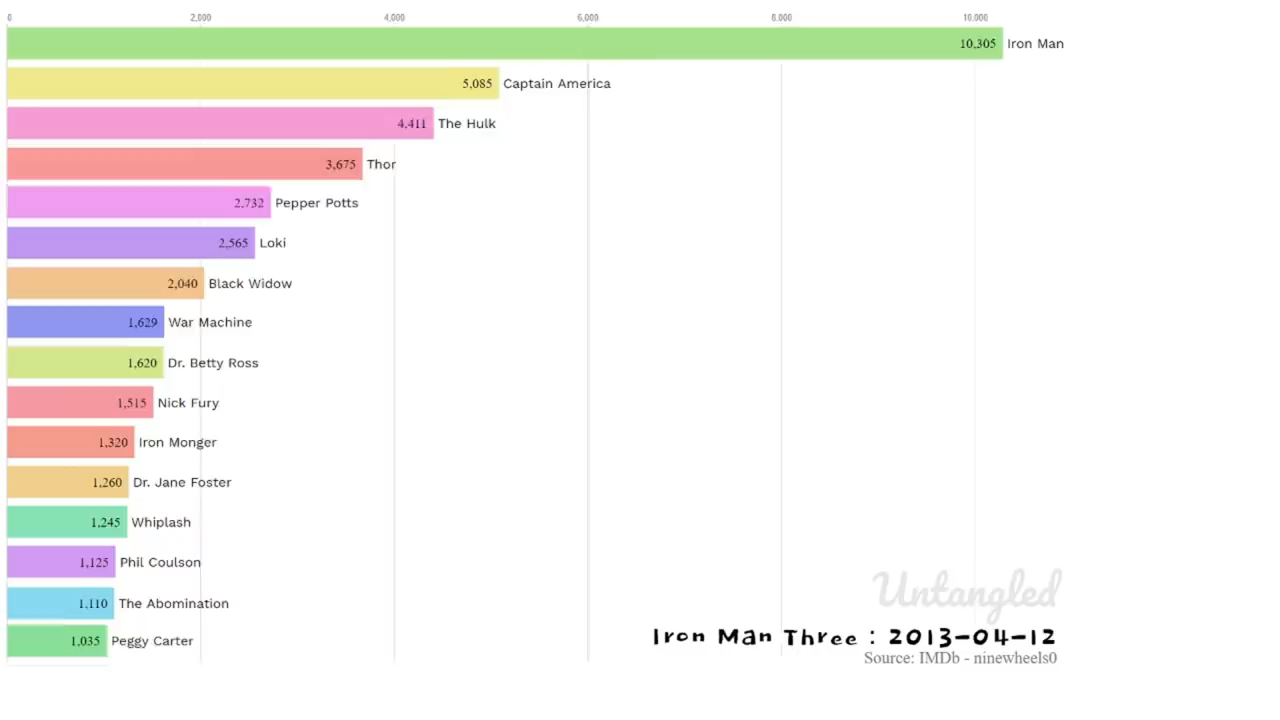 0 2,000 4,000 6,000 8,000 10,000
10,305 Iron Man
5,085 Captain America
4,411 The Hulk
3,675 Thor
2,732 Pepper Potts
2,565 Loki
2,040 Black Widow
1,629 War Machine
1,620 Dr. Betty Ross
1,515 Nick Fury
1,320 Iron Monger
1,260 Dr. Jane Foster
1,245 Whiplash
1,125 Phil Coulson
1,110 The Abomination
1,035 Peggy Carter
Untangled
Iron Man Three : 2013-04-12
Source: IMDb - ninewheels0